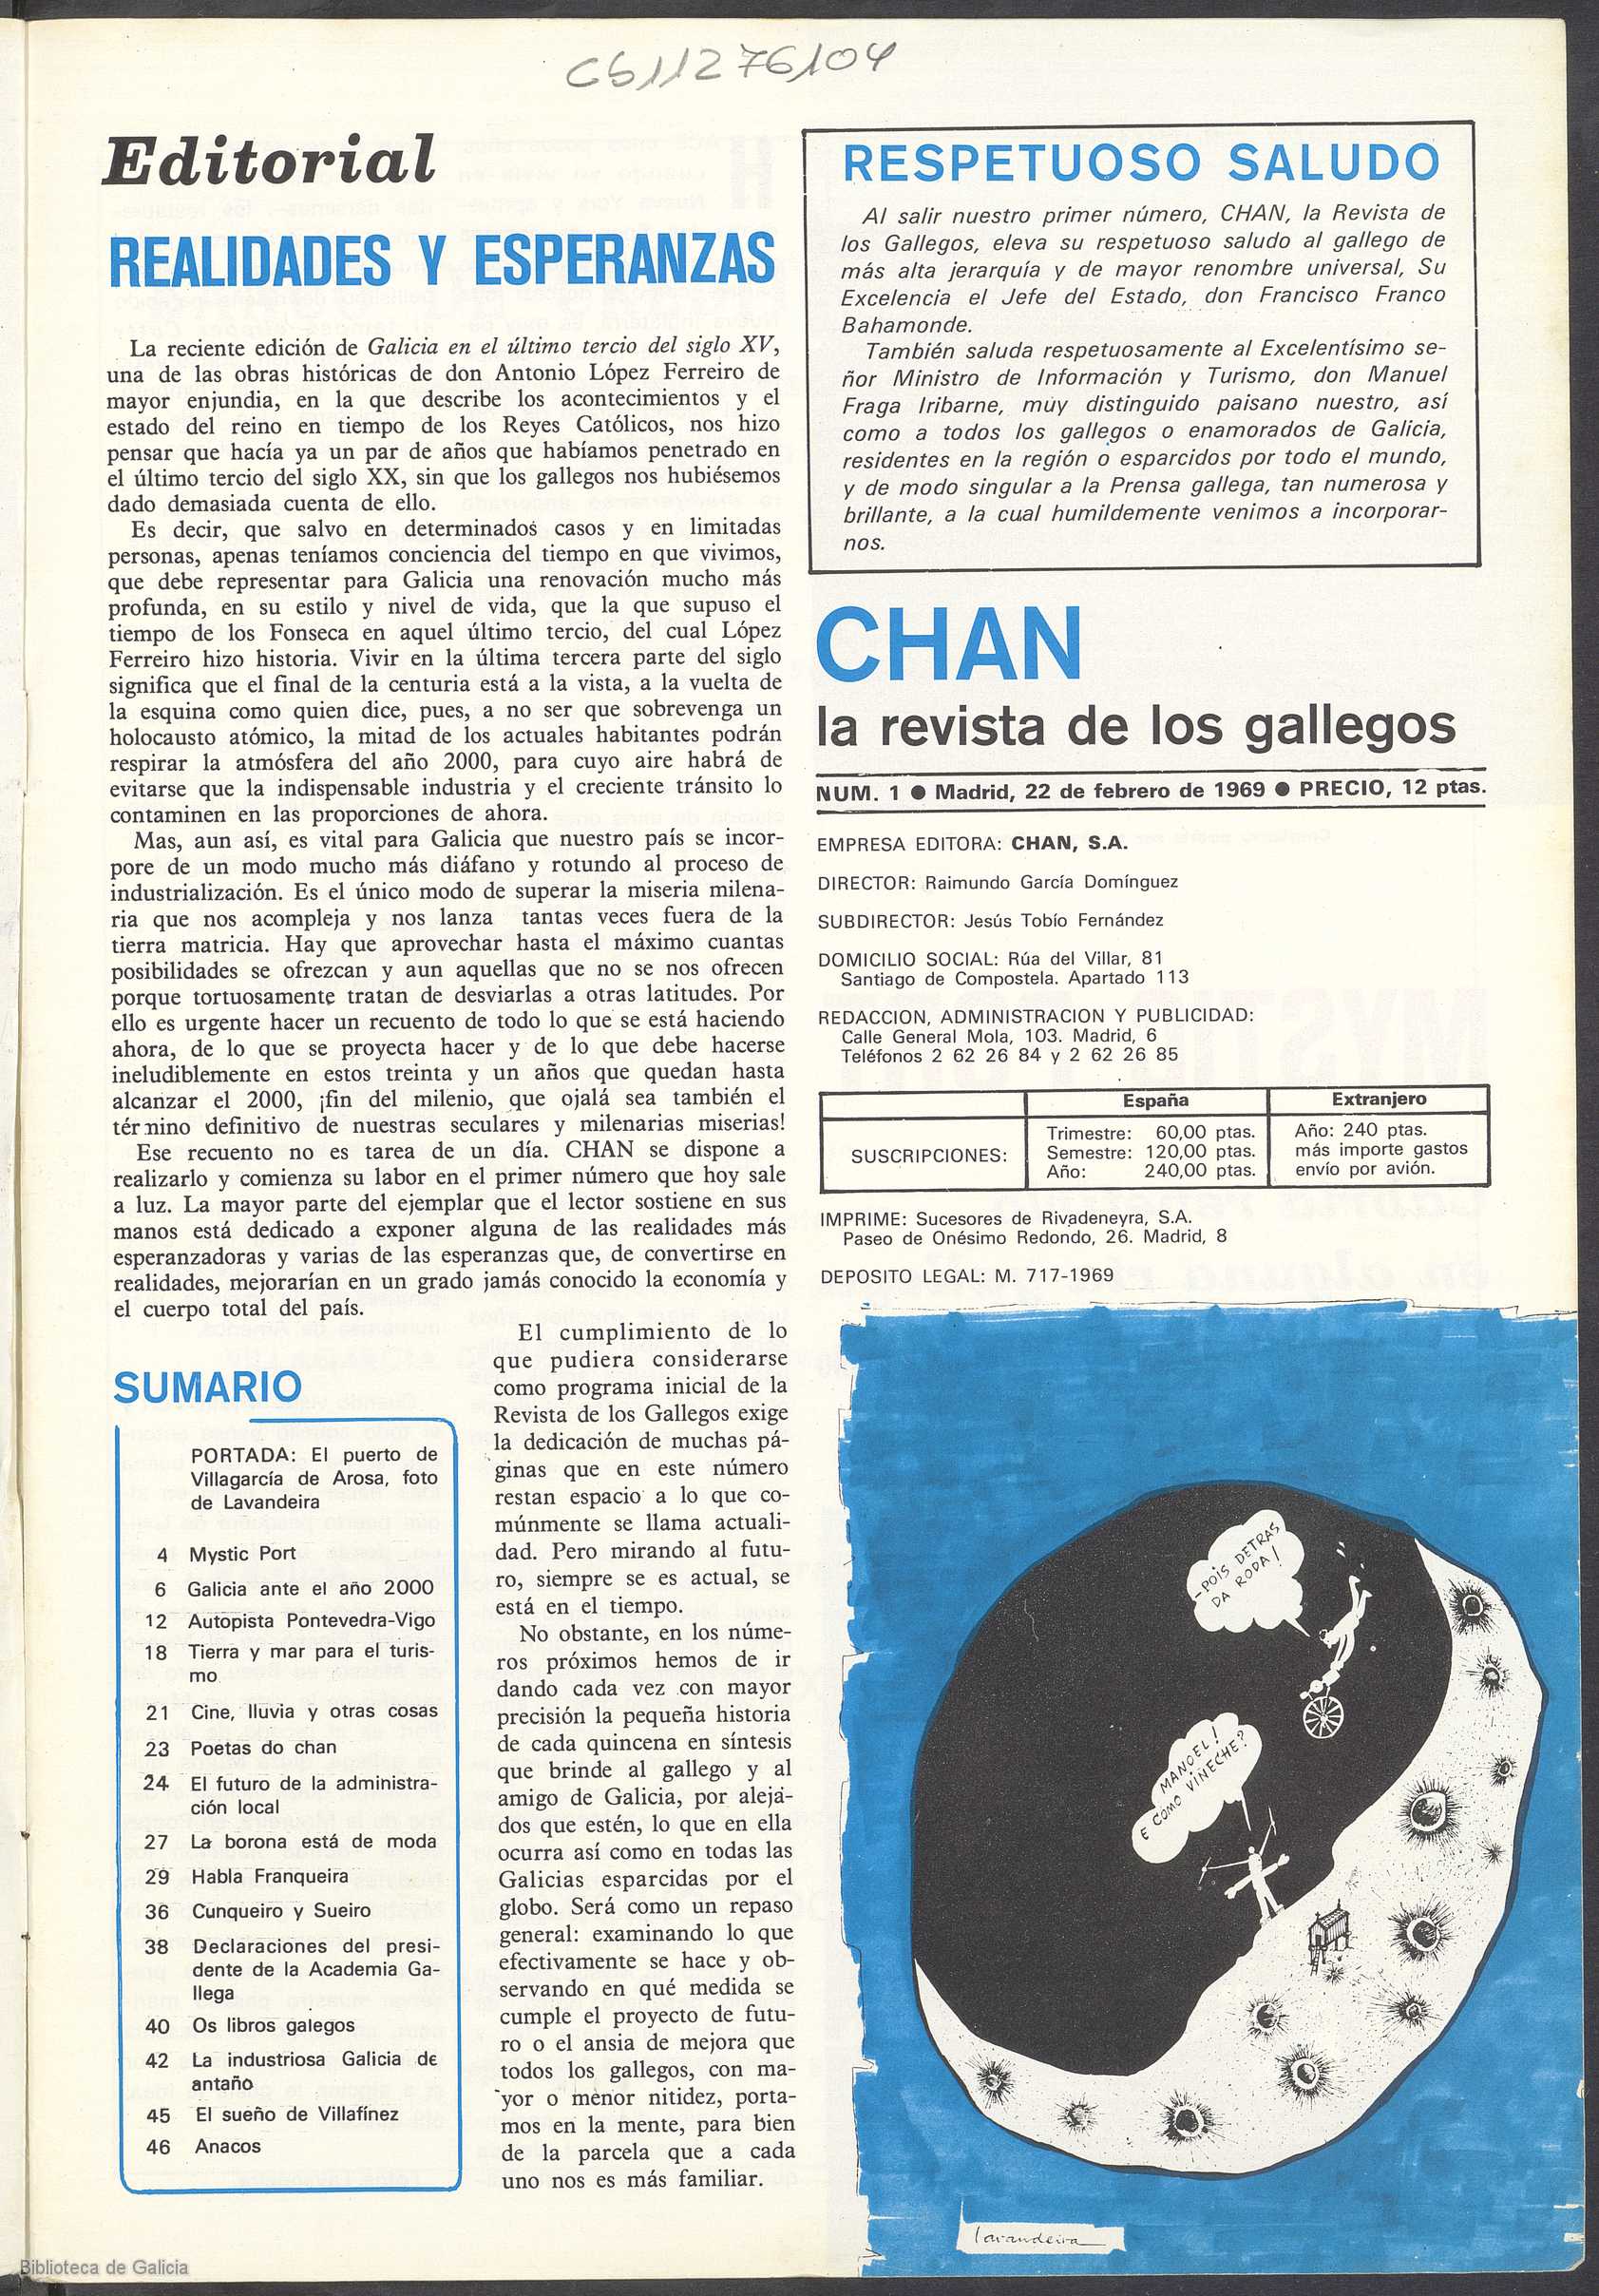 C511276104
Editorial
REALIDADES Y ESPERANZAS
La reciente edición de Galicia en el último tercio del siglo XV,
una de las obras históricas de don Antonio López Ferreiro de
mayor enjundia, en la que describe los acontecimientos y el
estado del reino en tiempo de los Reyes Católicos, nos hizo
pensar que hacía ya un par de años que habíamos penetrado en
el último tercio del siglo XX, sin que los gallegos nos hubiésemos
dado demasiada cuenta de ello.
Es decir, que salvo en determinados casos y en limitadas
personas, apenas teníamos conciencia del tiempo en que vivimos,
que debe representar para Galicia una renovación mucho más
profunda, en su estilo y nivel de vida, que la que supuso el
tiempo de los Fonseca en aquel último tercio, del cual López
Ferreiro hizo historia. Vivir en la última tercera parte del siglo
significa que el final de la centuria está a la vista, a la vuelta de
la esquina como quien dice, pues, a no ser que sobrevenga un
holocausto atómico, la mitad de los actuales habitantes podrán
respirar la atmósfera del año 2000, para cuyo aire habrá de
evitarse que la indispensable industria y el creciente tránsito lo
contaminen en las proporciones de ahora.
Mas, aun así, es vital para Galicia que nuestro país se incor-
pore de un modo mucho más diáfano y rotundo al proceso de
industrialización. Es el único modo de superar la miseria milena-
ria que nos acompleja y nos lanza tantas veces fuera de la
tierra matricia. Hay que aprovechar hasta el máximo cuantas
posibilidades se ofrezcan y aun aquellas que no se nos ofrecen
porque tortuosamente tratan de desviarlas a otras latitudes. Por
ello es urgente hacer un recuento de todo lo que se está haciendo
ahora, de lo que se proyecta hacer y de lo que debe hacerse
ineludiblemente en estos treinta y un años que quedan hasta
alcanzar el 2000, ¡fin del milenio, que ojalá sea también el
término definitivo de nuestras seculares y milenarias miserias!
Ese recuento no es tarea de un día. CHAN se dispone a
realizarlo y comienza su labor en el primer número que hoy sale
a luz. La mayor parte del ejemplar que el lector sostiene en sus
manos está dedicado a exponer alguna de las realidades más
esperanzadoras y varias de las esperanzas que, de convertirse en
realidades, mejorarían en un grado jamás conocido la economía y
el cuerpo total del país.
El cumplimiento de lo
que pudiera considerarse
como programa inicial de la
Revista de los Gallegos exige
la dedicación de muchas pá-
ginas que en este número
restan espacio a lo que co-
múnmente se llama actuali-
dad. Pero mirando al futu-
ro, siempre se es actual, se
está en el tiempo.
No obstante, en los núme-
ros próximos hemos de ir
dando cada vez con mayor
precisión la pequeña historia
de cada quincena en síntesis
que brinde al gallego y al
amigo de Galicia, por aleja-
dos que estén, lo que en ella
ocurra así como en todas las
Galicias esparcidas por el
globo. Será como un repaso
general: examinando lo que
efectivamente se hace y ob-
servando en qué medida se
cumple el proyecto de futu-
ro o el ansia de mejora que
todos los gallegos, con ma-
yor o menor nitidez, porta-
mos en la mente, para bien
de la parcela que a cada
uno nos es más familiar.
SUMARIO
PORTADA: El puerto de
Villagarcía de Arosa, foto
de Lavandeira
4 Mystic Port
6 Galicia ante el año 2000
12 Autopista Pontevedra-Vigo
18 Tierra y mar para el turis-
mo
21 Cine, lluvia y otras cosas
23 Poetas do chan
24 El futuro de la administra-
ción local
27 La borona está de moda
29 Habla Franqueira
36 Cunqueiro y Sueiro
38 Declaraciones del presi-
dente de la Academia Ga-
llega
40 Os libros galegos
42 La industriosa Galicia de
antaño
45 El sueño de Villafínez
46 Anacos
RESPETUOSO SALUDO
Al salir nuestro primer número, CHAN, la Revista de
los Gallegos, eleva su respetuoso saludo al gallego de
más alta jerarquía y de mayor renombre universal, Su
Excelencia el Jefe del Estado, don Francisco Franco
Bahamonde.
También saluda respetuosamente al Excelentísimo se-
ñor Ministro de Información y Turismo, don Manuel
Fraga Iribarne, muy distinguido paisano nuestro, así
como a todos los gallegos o enamorados de Galicia,
residentes en la región o esparcidos por todo el mundo,
y de modo singular a la Prensa gallega, tan numerosa y
brillante, a la cual humildemente venimos a incorporar-
nos.
CHAN
la revista de los gallegos
NUM. 1 ● Madrid, 22 de febrero de 1969 ● PRECIO, 12 ptas.
EMPRESA EDITORA: CHAN, S.A.
DIRECTOR: Raimundo García Domínguez
SUBDIRECTOR: Jesús Tobío Fernández
DOMICILIO SOCIAL: Rúa del Villar, 81
Santiago de Compostela. Apartado 113
REDACCION, ADMINISTRACION Y PUBLICIDAD:
Calle General Mola, 103. Madrid, 6
Teléfonos 2 62 26 84 y 2 62 26 85
España Extranjero
SUSCRIPCIONES:
Trimestre: 60,00 ptas.
Semestre: 120,00 ptas.
Año: 240,00 ptas.
Año: 240 ptas.
más importe gastos
envío por avión.
IMPRIME: Sucesores de Rivadeneyra, S.A.
Paseo de Onésimo Redondo, 26. Madrid, 8
DEPOSITO LEGAL: M. 717-1969
-POIS DETRAS
DA RODA!
MANOEL!
E COMO VIÑECHE?
lavandeira
Biblioteca de Galicia